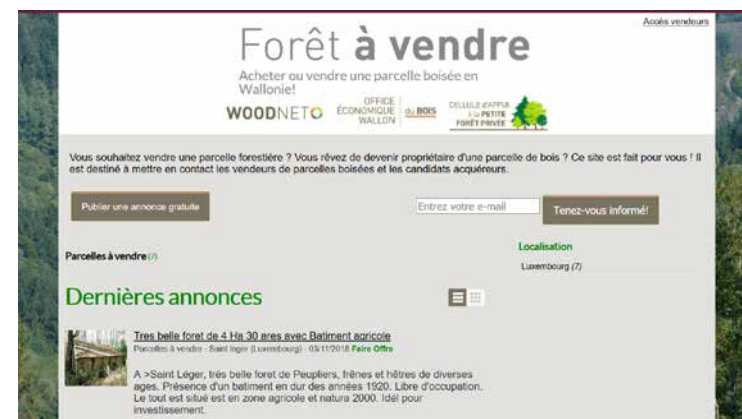 Accès vendeurs
Forêt à vendre
Acheter ou vendre une parcelle boisée en
Wallonie!
WOODNETO
OFFICE
ÉCONOMIQUE
WALLON
du BOIS
CELLULE d'APPUI
à la PETITE
FORÊT PRIVÉE
Vous souhaitez vendre une parcelle forestière ? Vous rêvez de devenir propriétaire d'une parcelle de bois ? Ce site est fait pour vous ! Il
est destiné à mettre en contact les vendeurs de parcelles boisées et les candidats acquéreurs.
Publier une annonce gratuite
Entrez votre e-mail
Tenez-vous informé!
Localisation
Parcelles à vendre (7)
Luxembourg (7)
Dernières annonces
Tres belle foret de 4 Ha 30 ares avec Batiment agricole
Parcelles à vendre - Saint leger (Luxembourg) - 03/11/2018 Faire Offre
A >Saint Léger, trés belle foret de Peupliers, frênes et hêtres de diverses
ages. Présence d'un batiment en dur des années 1920. Libre d'occupation.
Le tout est situé est en zone agricole et natura 2000. Idél pour
investissement.